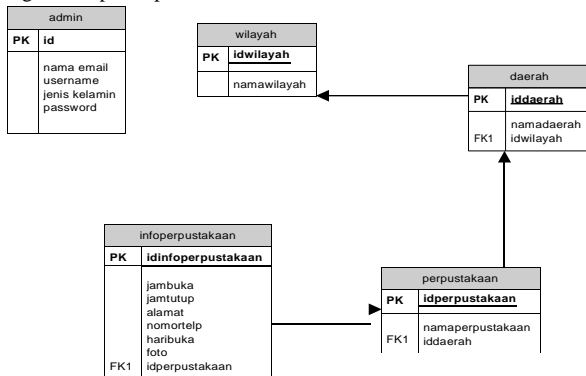 admin
PK id
nama email
username
jenis kelamin
password
wilayah
PK idwilayah
namawilayah
daerah
PK iddaerah
namadaerah
FK1 idwilayah
infoperpustakaan
PK idinfoperpustakaan
jambuka
jamtutup
alamat
nomortelp
haribuka
foto
FK1 idperpustakaan
perpustakaan
PK idperpustakaan
namaperpustakaan
FK1 iddaerah